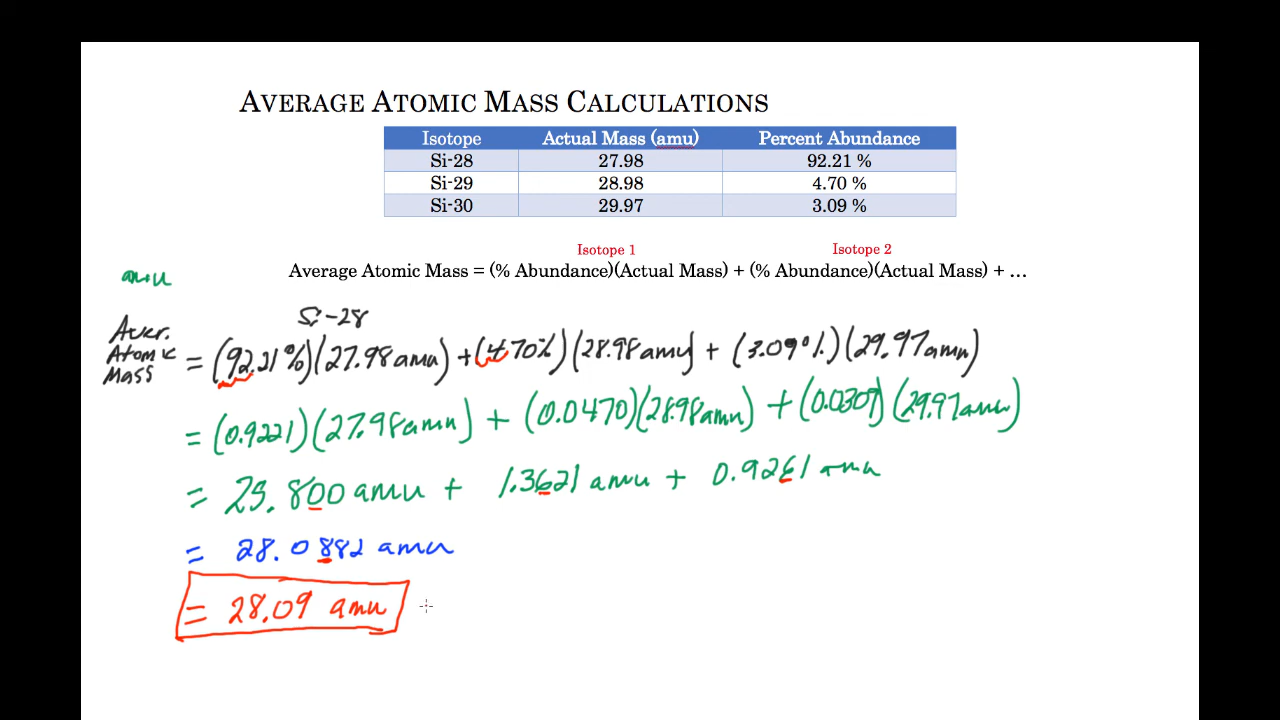 AVERAGE ATOMIC MASS CALCULATIONS
Isotope Actual Mass (amu) Percent Abundance
Si-28 27.98 92.21 %
Si-29 28.98 4.70 %
Si-30 29.97 3.09 %
Isotope 1 Isotope 2
Average Atomic Mass = (% Abundance)(Actual Mass) + (% Abundance)(Actual Mass) + ...
amu
Si-28
Aver.
Atomic
Mass
= (92.21%)(27.98 amu) + (4.70%)(28.98 amu) + (3.09%)(29.97 amu)
= (0.9221)(27.98 amu) + (0.0470)(28.98 amu) + (0.0309)(29.97 amu)
= 25.800 amu + 1.3621 amu + 0.9261 amu
= 28.0882 amu
= 28.09 amu